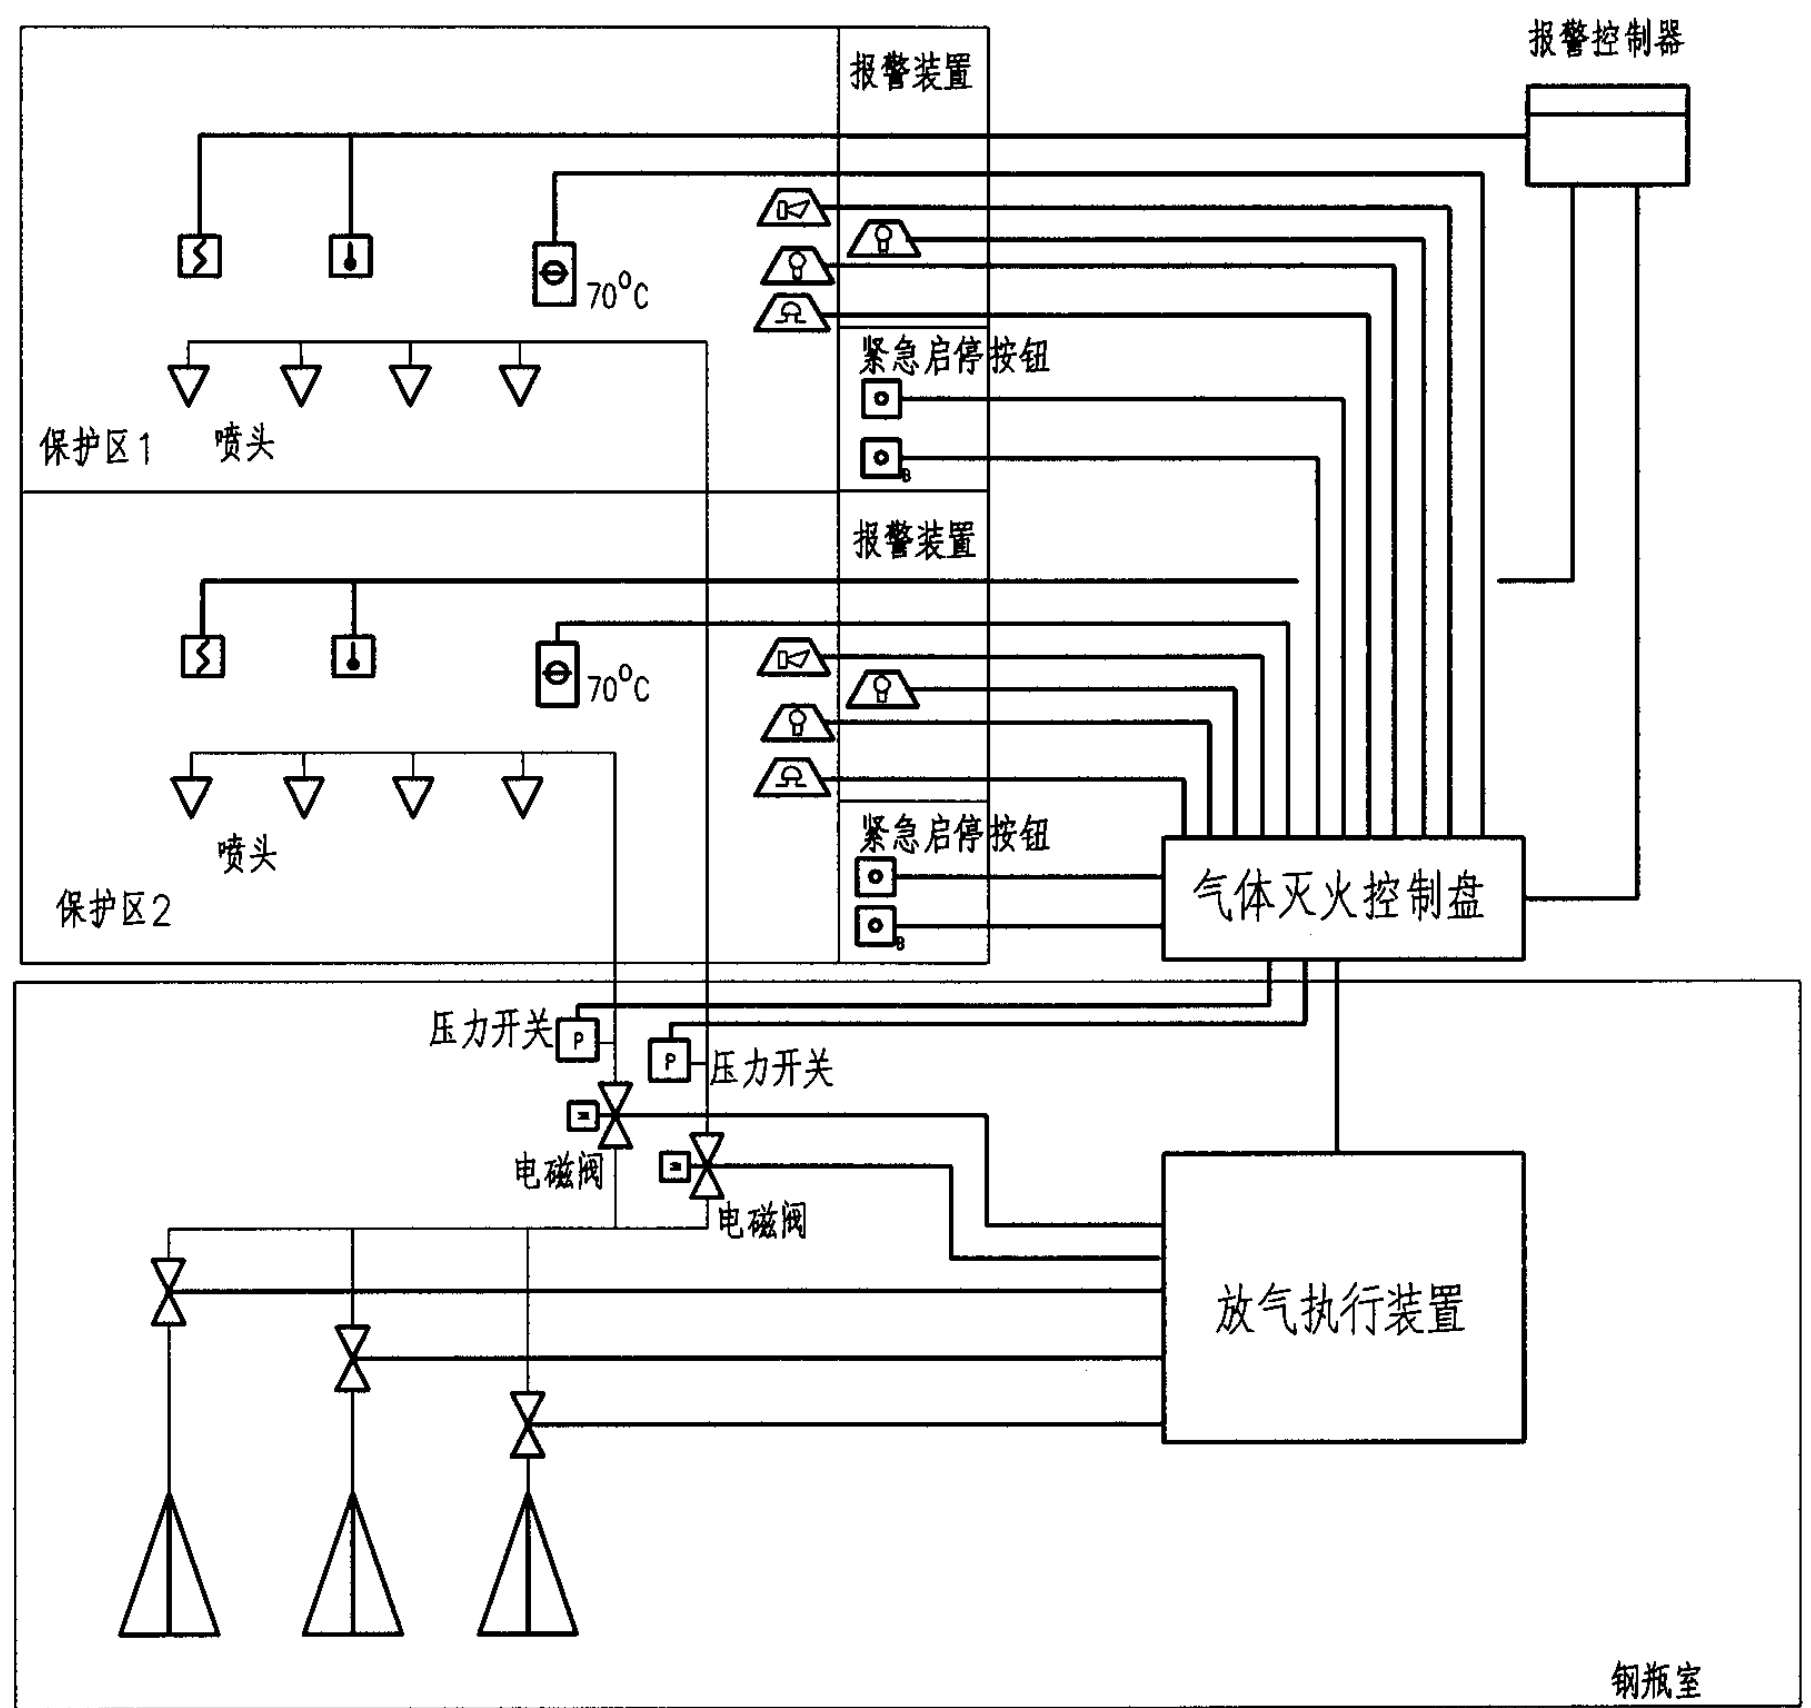 报警控制器
报警装置
70°C
紧急启停按钮
保护区1
喷头
B
报警装置
70°C
喷头
紧急启停按钮
保护区2
B
气体灭火控制盘
压力开关
P
P
压力开关
M
电磁阀
M
电磁阀
放气执行装置
钢瓶室